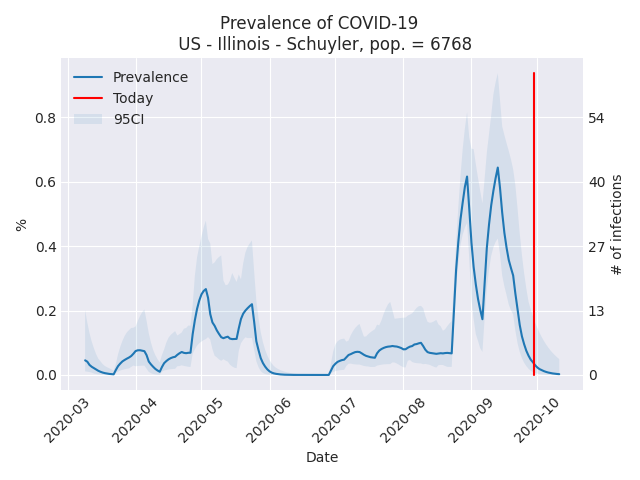 Prevalence of COVID-19
US - Illinois - Schuyler, pop. = 6768
Prevalence
Today
95CI
%
0.8
0.6
0.4
0.2
0.0
54
40
27
13
0
# of infections
2020-03
2020-04
2020-05
2020-06
2020-07
2020-08
2020-09
2020-10
Date